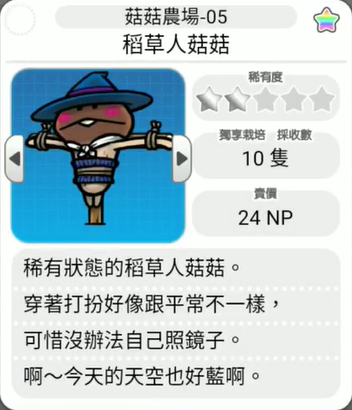 菇菇農場-05
稻草人菇菇
稀有度
獨享栽培 採收數
10 隻
賣價
24 NP
稀有狀態的稻草人菇菇。
穿著打扮好像跟平常不一樣，
可惜沒辦法自己照鏡子。
啊～今天的天空也好藍啊。